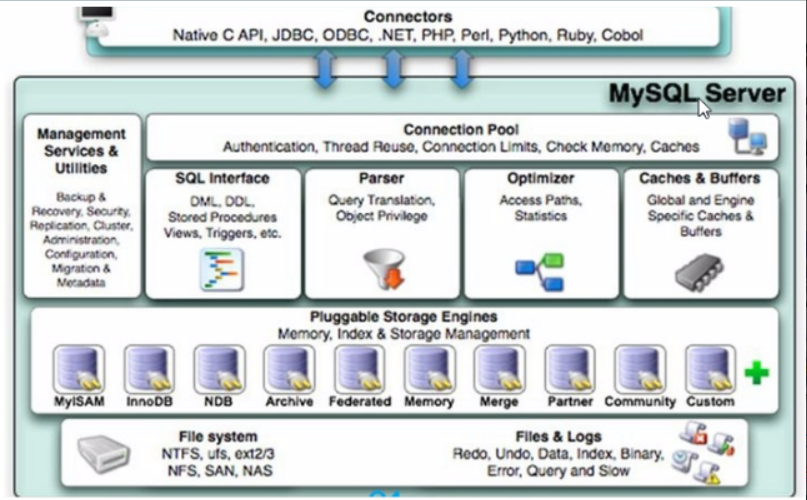 Connectors
Native C API, JDBC, ODBC, .NET, PHP, Perl, Python, Ruby, Cobol
MySQL Server
Management
Services &
Utilities
Backup &
Recovery, Security,
Replication, Cluster,
Administration,
Configuration,
Migration &
Metadata
Connection Pool
Authentication, Thread Reuse, Connection Limits, Check Memory, Caches
SQL Interface
DML, DDL,
Stored Procedures
Views, Triggers, etc.
Parser
Query Translation,
Object Privilege
Optimizer
Access Paths,
Statistics
Caches & Buffers
Global and Engine
Specific Caches &
Buffers
Pluggable Storage Engines
Memory, Index & Storage Management
MyISAM
InnoDB
NDB
Archive
Federated
Memory
Merge
Partner
Community
Custom
File system
NTFS, ufs, ext2/3
NFS, SAN, NAS
Files & Logs
Redo, Undo, Data, Index, Binary,
Error, Query and Slow